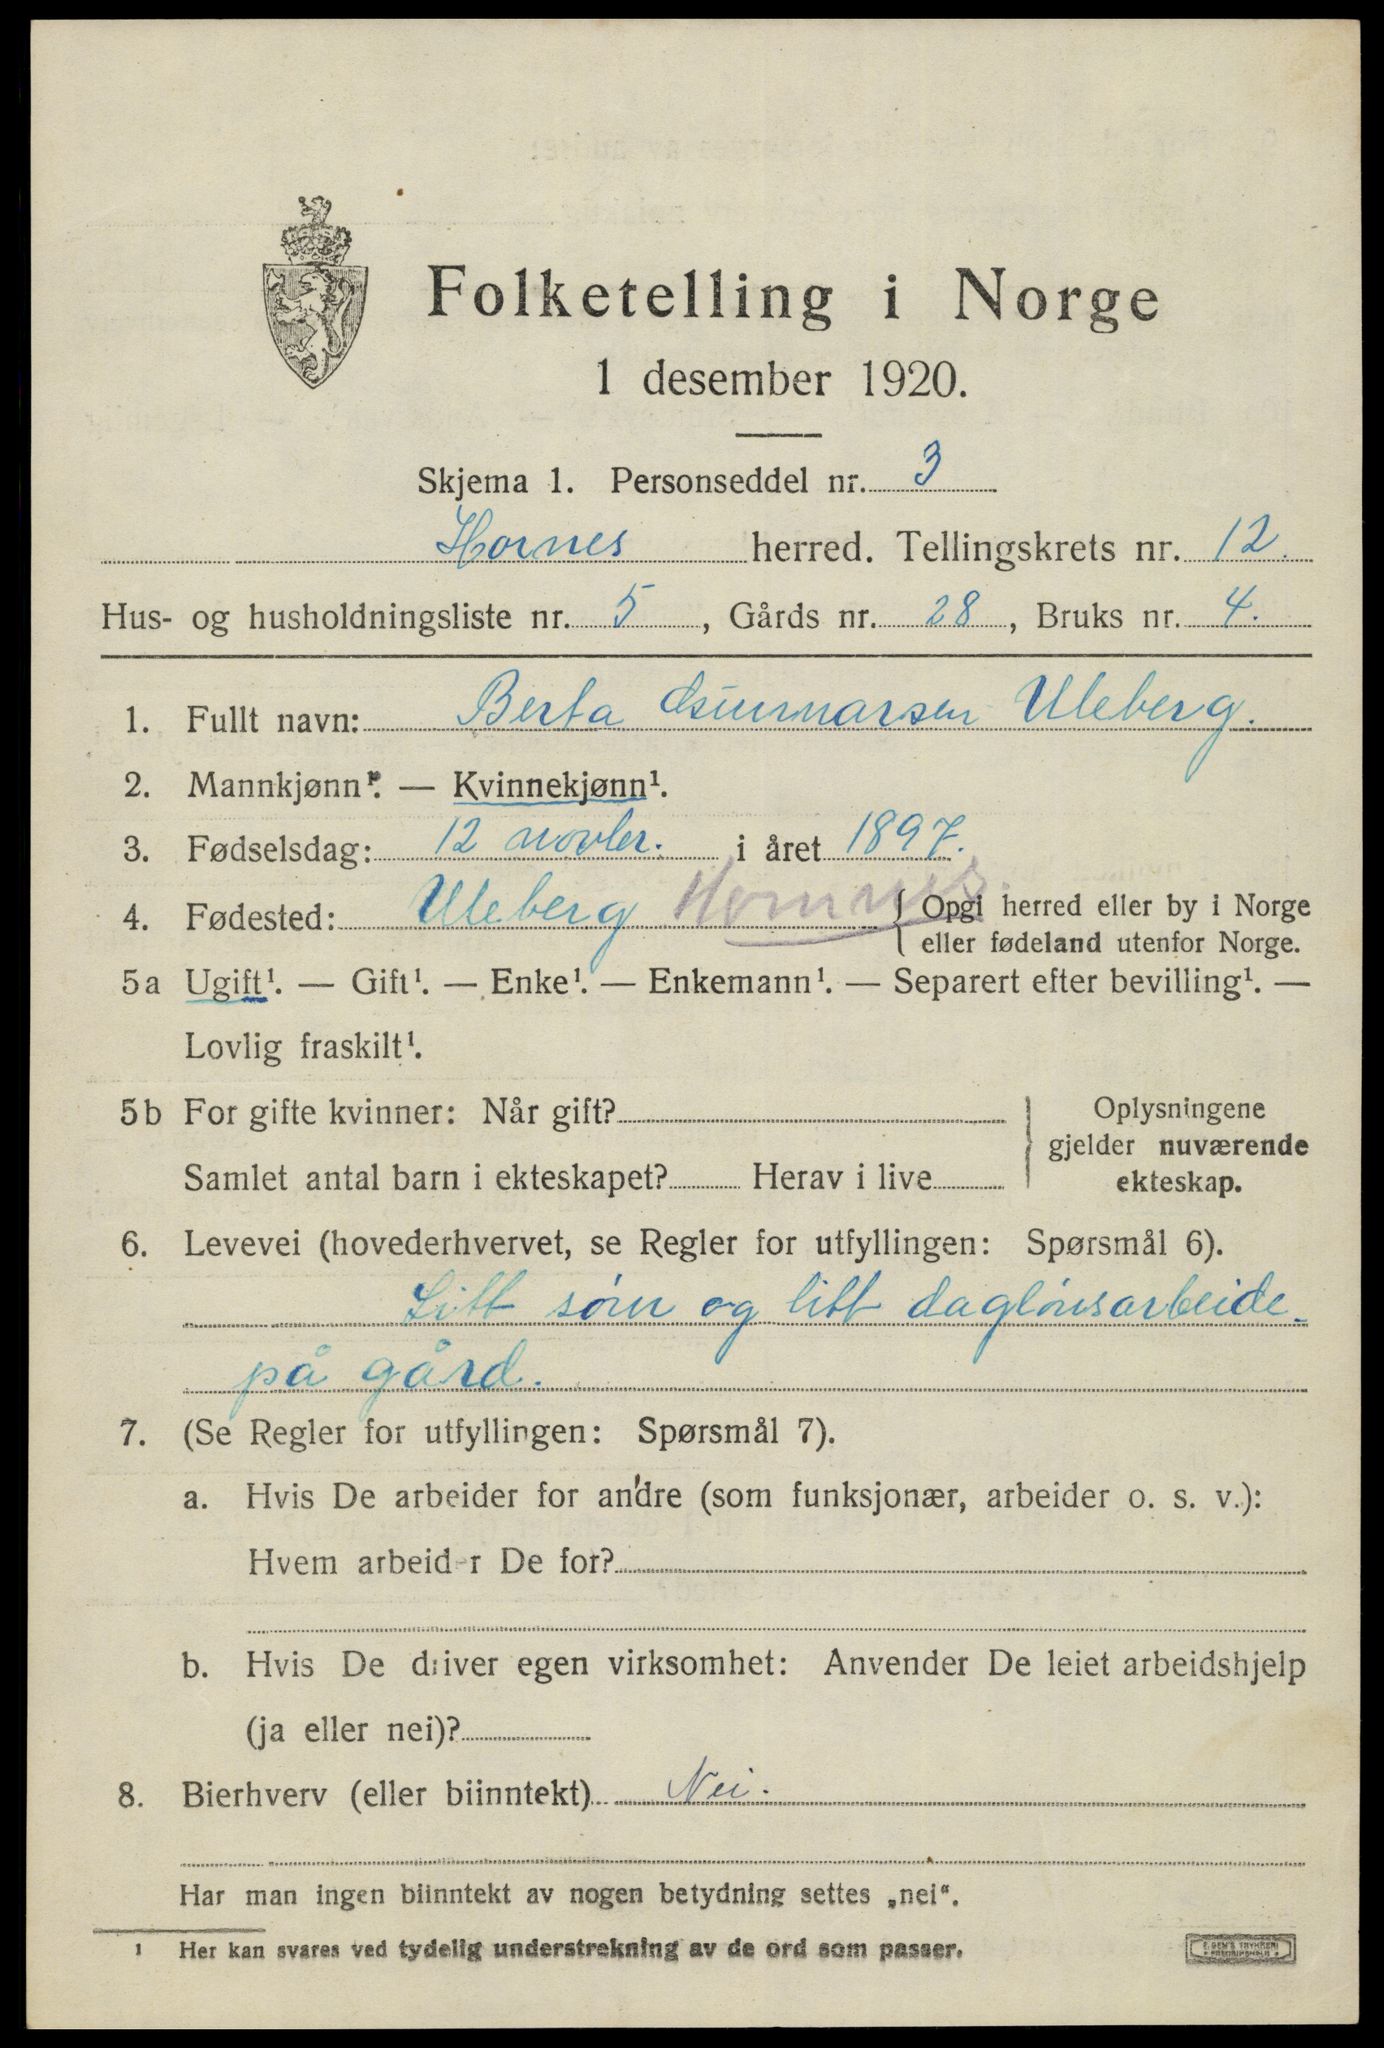 Folketelling i Norge
1 desember 1920.
Skjema 1. Personseddel nr. 3
Hornes herred. Tellingskrets nr. 12.
Hus- og husholdningsliste nr. 5, Gårds nr. 28, Bruks nr. 4.
1. Fullt navn: Berta Gunnarsen Uleberg.
2. Mannkjønn¹. — Kvinnekjønn¹.
3. Fødselsdag: 12 novbr. i året 1897.
4. Fødested: Uleberg Hornnes. Opgi herred eller by i Norge
eller fødeland utenfor Norge.
5a Ugift¹. — Gift¹. — Enke¹. — Enkemann¹. — Separert efter bevilling¹. —
Lovlig fraskilt¹.
5b For gifte kvinner: Når gift?
Samlet antal barn i ekteskapet? Herav i live
Oplysningene
gjelder nuværende
ekteskap.
6. Levevei (hovederhvervet, se Regler for utfyllingen: Spørsmål 6).
Litt søm og litt daglønsarbeide
på gård.
7. (Se Regler for utfyllingen: Spørsmål 7).
a. Hvis De arbeider for andre (som funksjonær, arbeider o. s. v.):
Hvem arbeider De for?
b. Hvis De driver egen virksomhet: Anvender De leiet arbeidshjelp
(ja eller nei)?
8. Bierhverv (eller biinntekt) Nei.
Har man ingen biinntekt av nogen betydning settes „nei“.
¹ Her kan svares ved tydelig understrekning av de ord som passer.